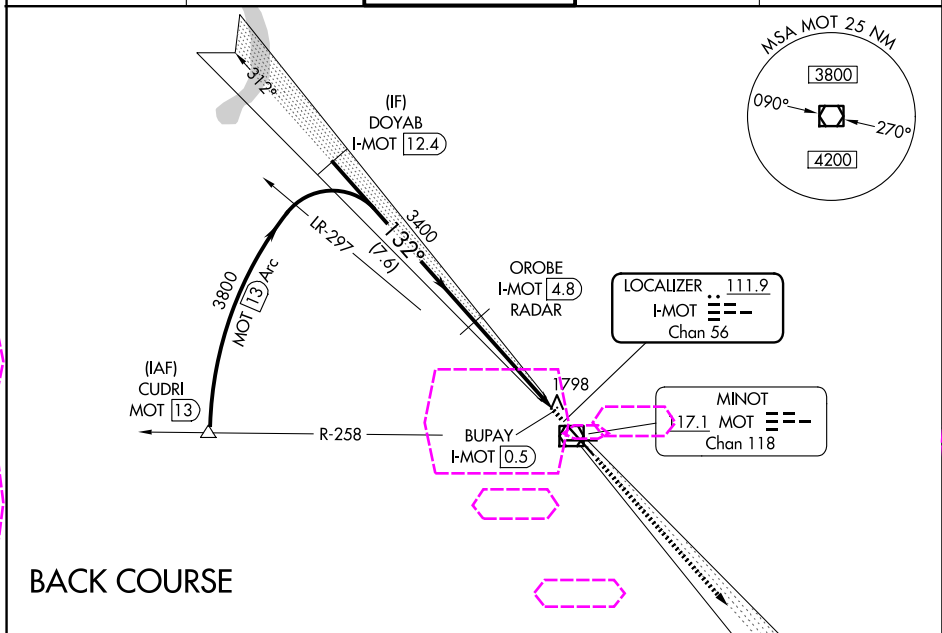 MSA MOT 25 NM
3800
090°
270°
4200
312°
(IF)
DOYAB
I-MOT 12.4
3400
132°
(7.6)
LR-297
3800
MOT 13 Arc
OROBE
I-MOT 4.8
RADAR
LOCALIZER 111.9
I-MOT
Chan 56
(IAF)
CUDRI
MOT 13
R-258
1798
BUPAY
I-MOT 0.5
MINOT
17.1 MOT
Chan 118
BACK COURSE